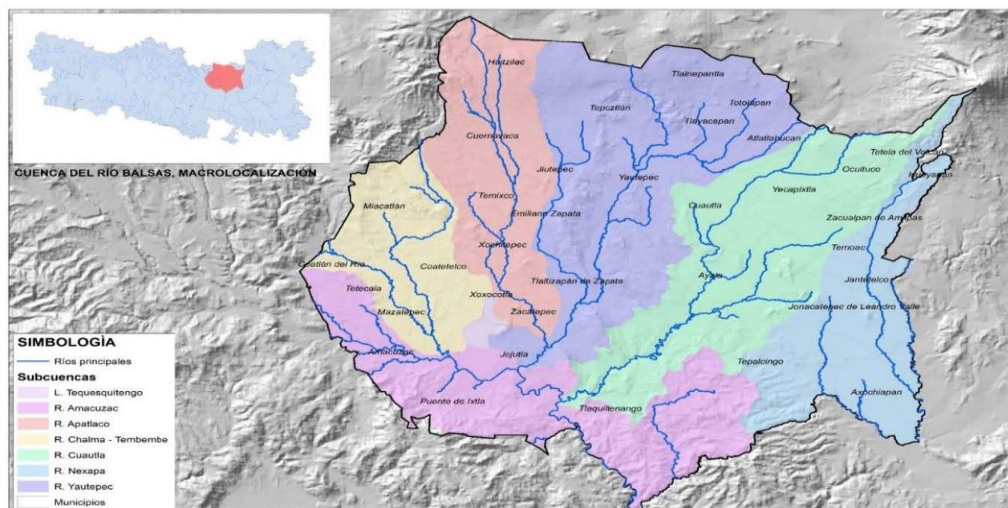 CUENCA DEL RÍO BALSAS, MACROLOCALIZACIÓN
Huitzilac
Tlalnepantla
Tepoztlán
Totolapan
Tlayacapan
Cuernavaca
Atlatlahucan
Tetela del Volcán
Jiutepec
Ocuituco
Yautepec
Yecapixtla
Temixco
Miacatlán
Cuautla
Emiliano Zapata
Zacualpan de Amilpas
Xochitepec
Temoac
Coatlán del Río
Coatetelco
Ayala
Tlaltizapán de Zapata
Jantetelco
Tetecala
Xoxocotla
Mazatepec
Zacatepec
Jonacatepec de Leandro Valle
Amacuzac
Jojutla
Tepalcingo
Axochiapan
Puente de Ixtla
Tlaquiltenango
SIMBOLOGÌA
Ríos principales
Subcuencas
L. Tequesquitengo
R. Amacuzac
R. Apatlaco
R. Chalma - Tembembe
R. Cuautla
R. Nexapa
R. Yautepec
Municipios